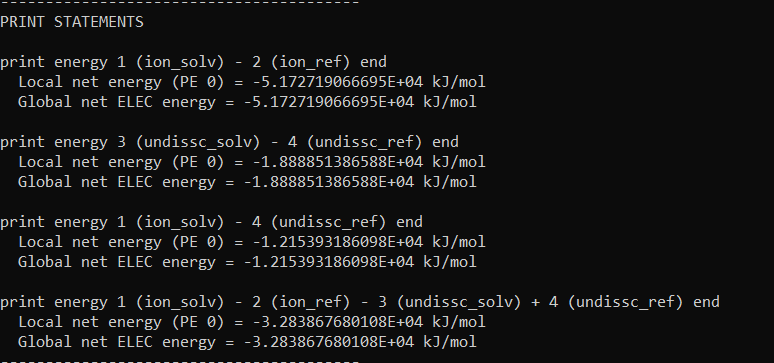 ----------------------------------------
PRINT STATEMENTS
print energy 1 (ion_solv) - 2 (ion_ref) end
Local net energy (PE 0) = -5.172719066695E+04 kJ/mol
Global net ELEC energy = -5.172719066695E+04 kJ/mol
print energy 3 (undissc_solv) - 4 (undissc_ref) end
Local net energy (PE 0) = -1.888851386588E+04 kJ/mol
Global net ELEC energy = -1.888851386588E+04 kJ/mol
print energy 1 (ion_solv) - 4 (undissc_ref) end
Local net energy (PE 0) = -1.215393186098E+04 kJ/mol
Global net ELEC energy = -1.215393186098E+04 kJ/mol
print energy 1 (ion_solv) - 2 (ion_ref) - 3 (undissc_solv) + 4 (undissc_ref) end
Local net energy (PE 0) = -3.283867680108E+04 kJ/mol
Global net ELEC energy = -3.283867680108E+04 kJ/mol
----------------------------------------